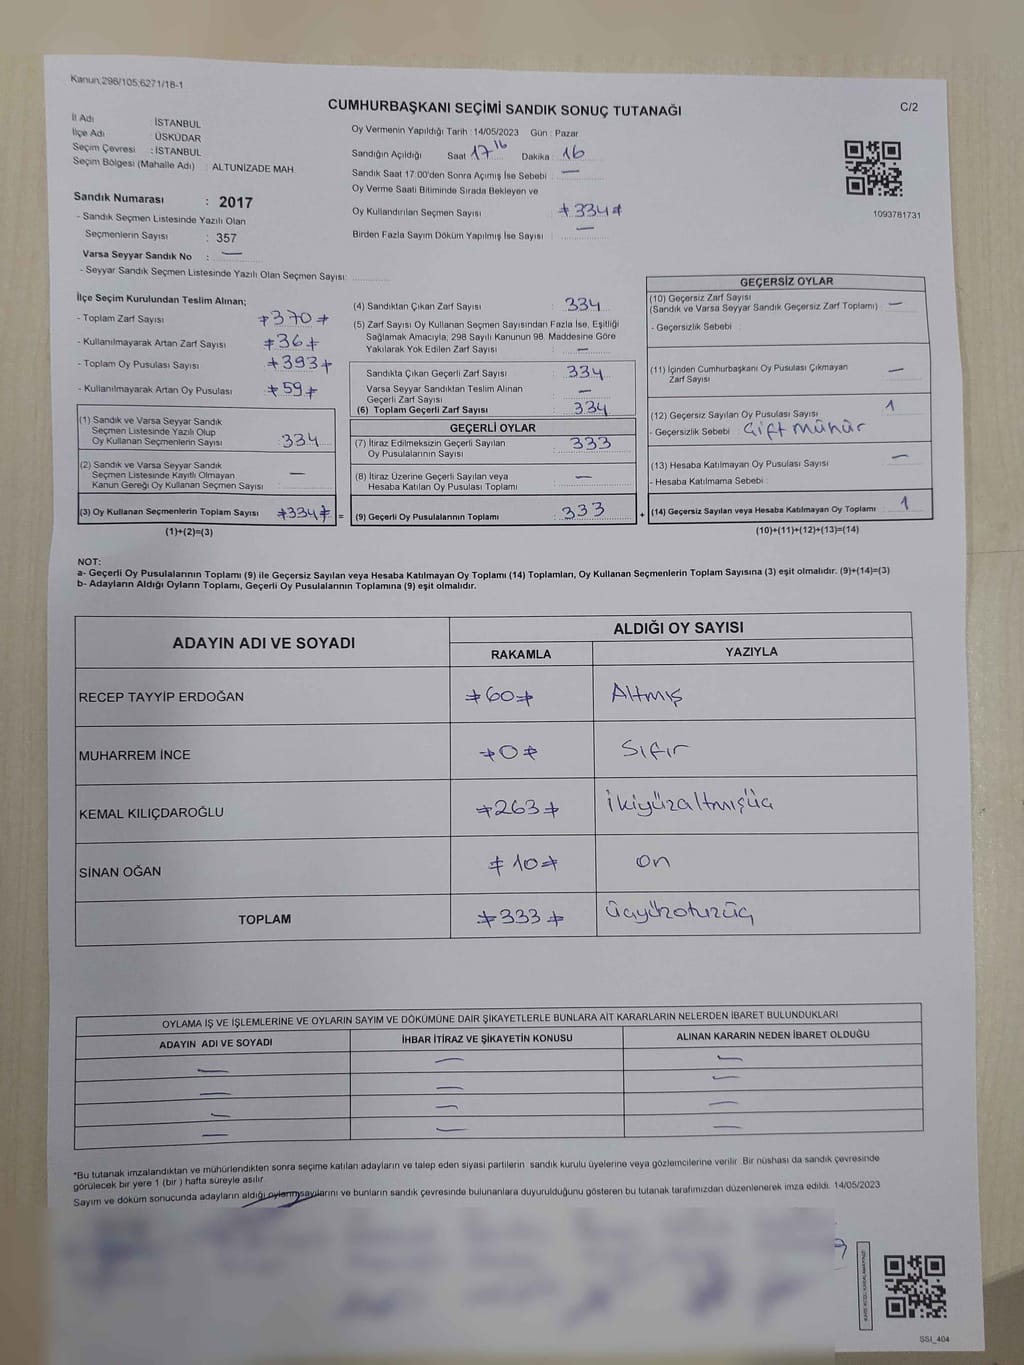 Kanun:298/105;6271/18-1
CUMHURBAŞKANI SEÇİMİ SANDIK SONUÇ TUTANAĞI
C/2
İl Adı : İSTANBUL
İlçe Adı : ÜSKÜDAR
Seçim Çevresi : İSTANBUL
Seçim Bölgesi (Mahalle Adı) : ALTUNİZADE MAH.
Sandık Numarası : 2017
- Sandık Seçmen Listesinde Yazılı Olan
Seçmenlerin Sayısı : 357
Varsa Seyyar Sandık No : —
- Seyyar Sandık Seçmen Listesinde Yazılı Olan Seçmen Sayısı:
Oy Vermenin Yapıldığı Tarih : 14/05/2023 Gün : Pazar
Sandığın Açıldığı Saat 17 16 Dakika : 16
Sandık Saat 17:00'den Sonra Açımış İse Sebebi : —
Oy Verme Saati Bitiminde Sırada Bekleyen ve
Oy Kullandırılan Seçmen Sayısı : 334
Birden Fazla Sayım Döküm Yapılmış İse Sayısı : —
1093781731
İlçe Seçim Kurulundan Teslim Alınan;
- Toplam Zarf Sayısı : 370
- Kullanılmayarak Artan Zarf Sayısı : 36
- Toplam Oy Pusulası Sayısı : 393
- Kullanılmayarak Artan Oy Pusulası : 59
(1) Sandık ve Varsa Seyyar Sandık
Seçmen Listesinde Yazılı Olup
Oy Kullanan Seçmenlerin Sayısı : 334
(2) Sandık ve Varsa Seyyar Sandık
Seçmen Listesinde Kayıtlı Olmayan
Kanun Gereği Oy Kullanan Seçmen Sayısı : —
(3) Oy Kullanan Seçmenlerin Toplam Sayısı 334 =
(1)+(2)=(3)
(4) Sandıktan Çıkan Zarf Sayısı : 334
(5) Zarf Sayısı Oy Kullanan Seçmen Sayısından Fazla İse, Eşitliği
Sağlamak Amacıyla; 298 Sayılı Kanunun 98. Maddesine Göre
Yakılarak Yok Edilen Zarf Sayısı : —
Sandıkta Çıkan Geçerli Zarf Sayısı : 334
Varsa Seyyar Sandıktan Teslim Alınan
Geçerli Zarf Sayısı : —
(6) Toplam Geçerli Zarf Sayısı : 334
GEÇERLİ OYLAR
(7) İtiraz Edilmeksizin Geçerli Sayılan
Oy Pusulalarının Sayısı : 333
(8) İtiraz Üzerine Geçerli Sayılan veya
Hesaba Katılan Oy Pusulası Toplamı : —
(9) Geçerli Oy Pusulalarının Toplamı : 333 +
GEÇERSİZ OYLAR
(10) Geçersiz Zarf Sayısı
(Sandık ve Varsa Seyyar Sandık Geçersiz Zarf Toplamı) : —
- Geçersizlik Sebebi :
(11) İçinden Cumhurbaşkanı Oy Pusulası Çıkmayan
Zarf Sayısı : —
(12) Geçersiz Sayılan Oy Pusulası Sayısı : 1
- Geçersizlik Sebebi : Çift mühür
(13) Hesaba Katılmayan Oy Pusulası Sayısı : —
- Hesaba Katılmama Sebebi :
(14) Geçersiz Sayılan veya Hesaba Katılmayan Oy Toplamı : 1
(10)+(11)+(12)+(13)=(14)
NOT:
a- Geçerli Oy Pusulalarının Toplamı (9) ile Geçersiz Sayılan veya Hesaba Katılmayan Oy Toplamı (14) Toplamları, Oy Kullanan Seçmenlerin Toplam Sayısına (3) eşit olmalıdır. (9)+(14)=(3)
b- Adayların Aldığı Oyların Toplamı, Geçerli Oy Pusulalarının Toplamına (9) eşit olmalıdır.
ADAYIN ADI VE SOYADI ALDIĞI OY SAYISI
RAKAMLA YAZIYLA
RECEP TAYYİP ERDOĞAN 60 Altmış
MUHARREM İNCE 0 Sıfır
KEMAL KILIÇDAROĞLU 263 İkiyüzaltmışüç
SİNAN OĞAN 10 On
TOPLAM 333 üçyüzotuzüç
OYLAMA İŞ VE İŞLEMLERİNE VE OYLARIN SAYIM VE DÖKÜMÜNE DAİR ŞİKAYETLERLE BUNLARA AİT KARARLARIN NELERDEN İBARET BULUNDUKLARI
ADAYIN ADI VE SOYADI İHBAR İTİRAZ VE ŞİKAYETİN KONUSU ALINAN KARARIN NEDEN İBARET OLDUĞU
— — —
— — —
— — —
— — —
*Bu tutanak imzalandıktan ve mühürlendikten sonra seçime katılan adayların ve talep eden siyasi partilerin sandık kurulu üyelerine veya gözlemcilerine verilir. Bir nüshası da sandık çevresinde
görülecek bir yere 1 (bir ) hafta süreyle asılır.
Sayım ve döküm sonucunda adayların aldığı oyların sayılarını ve bunların sandık çevresinde bulunanlara duyurulduğunu gösteren bu tutanak tarafımızdan düzenlenerek imza edildi. 14/05/2023
SSI_404